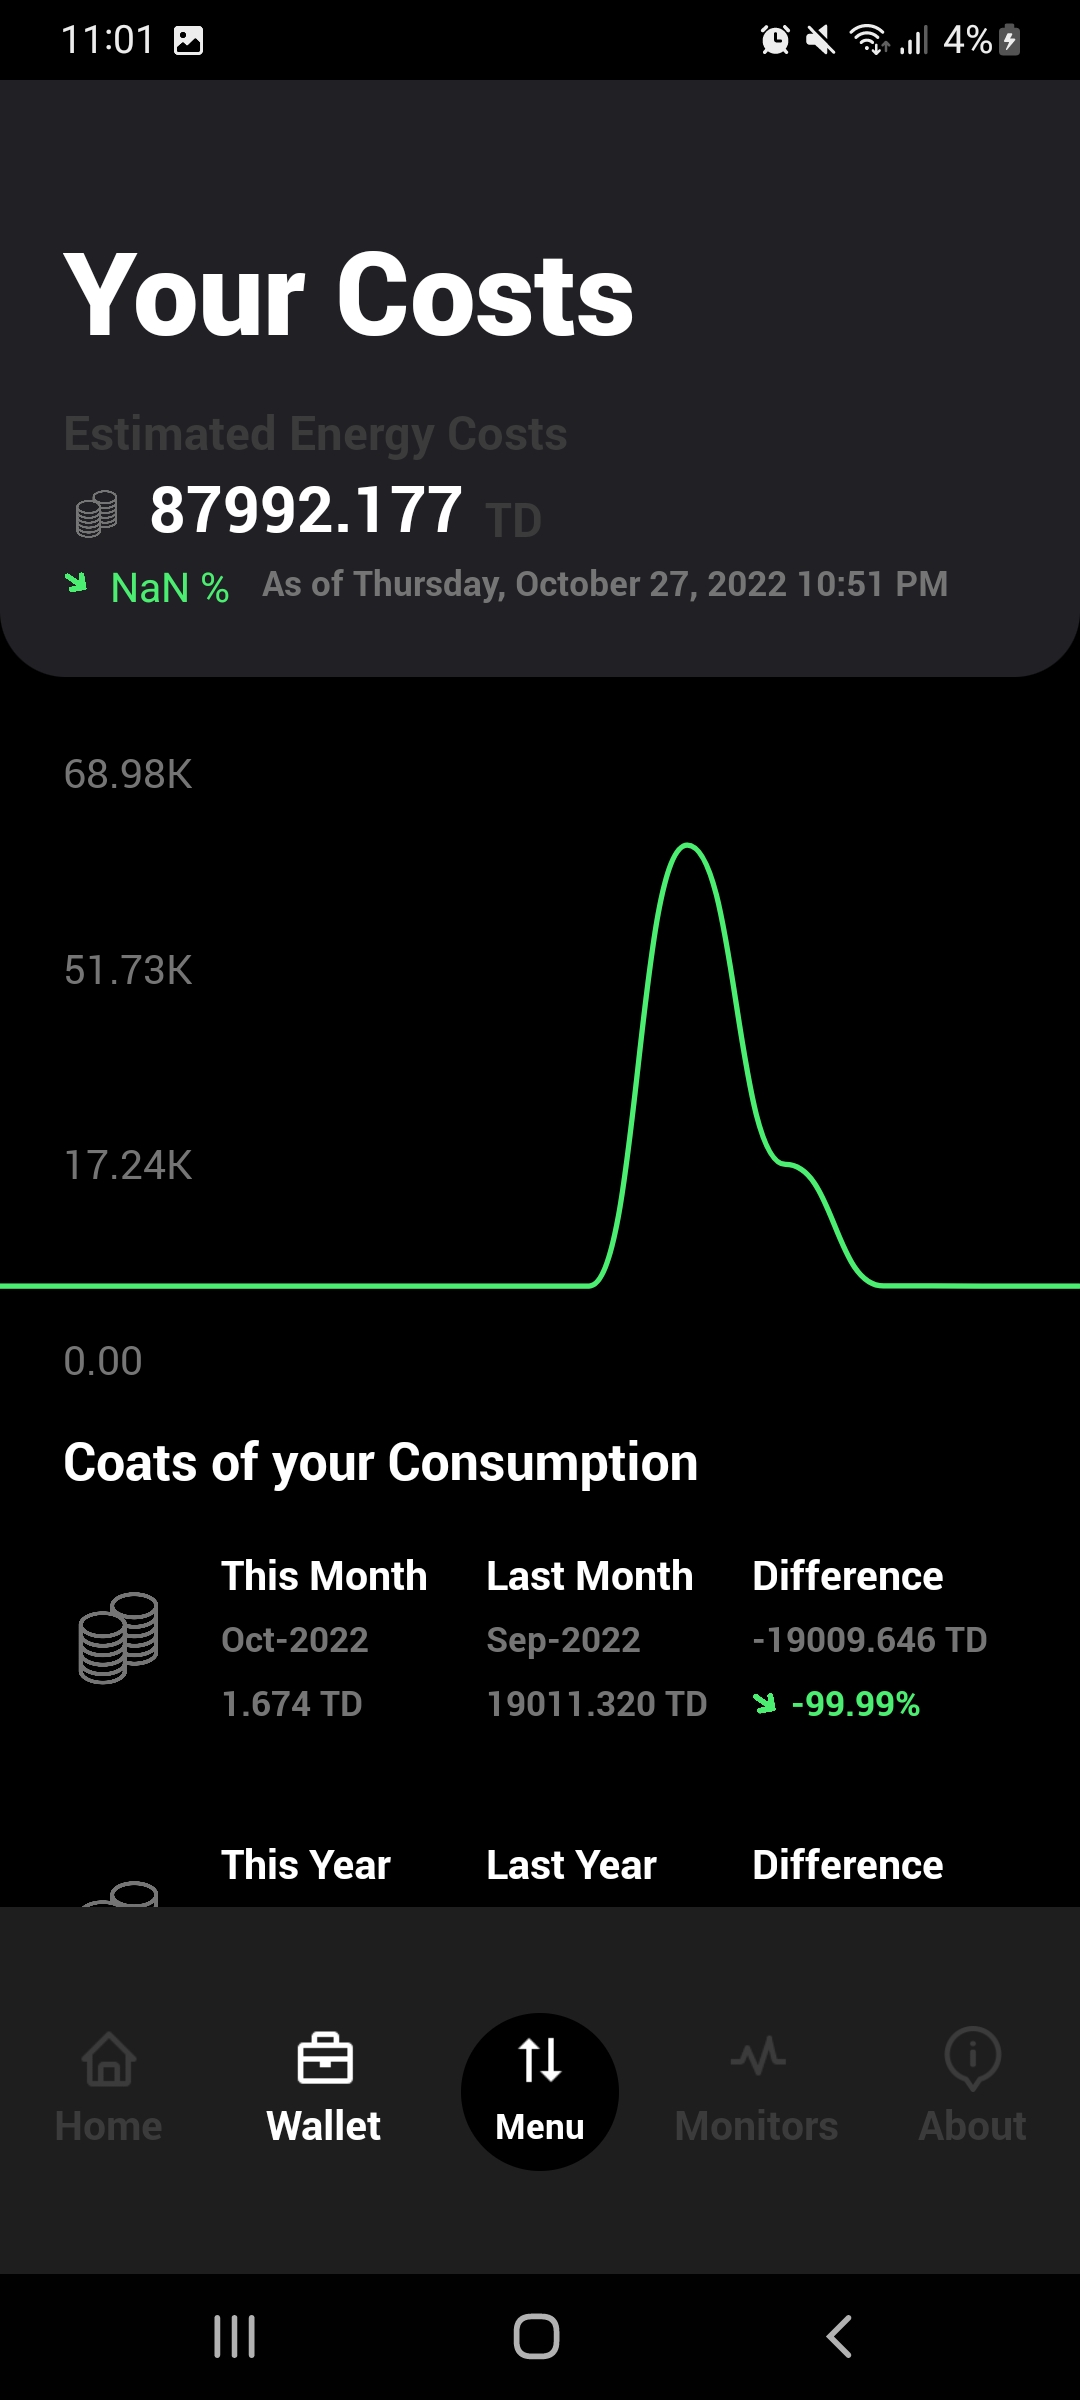 11:01 4%
Your Costs
Estimated Energy Costs
87992.177 TD
NaN % As of Thursday, October 27, 2022 10:51 PM
68.98K
51.73K
17.24K
0.00
Coats of your Consumption
This Month Last Month Difference
Oct-2022 Sep-2022 -19009.646 TD
1.674 TD 19011.320 TD -99.99%
This Year Last Year Difference
Home Wallet Menu Monitors About